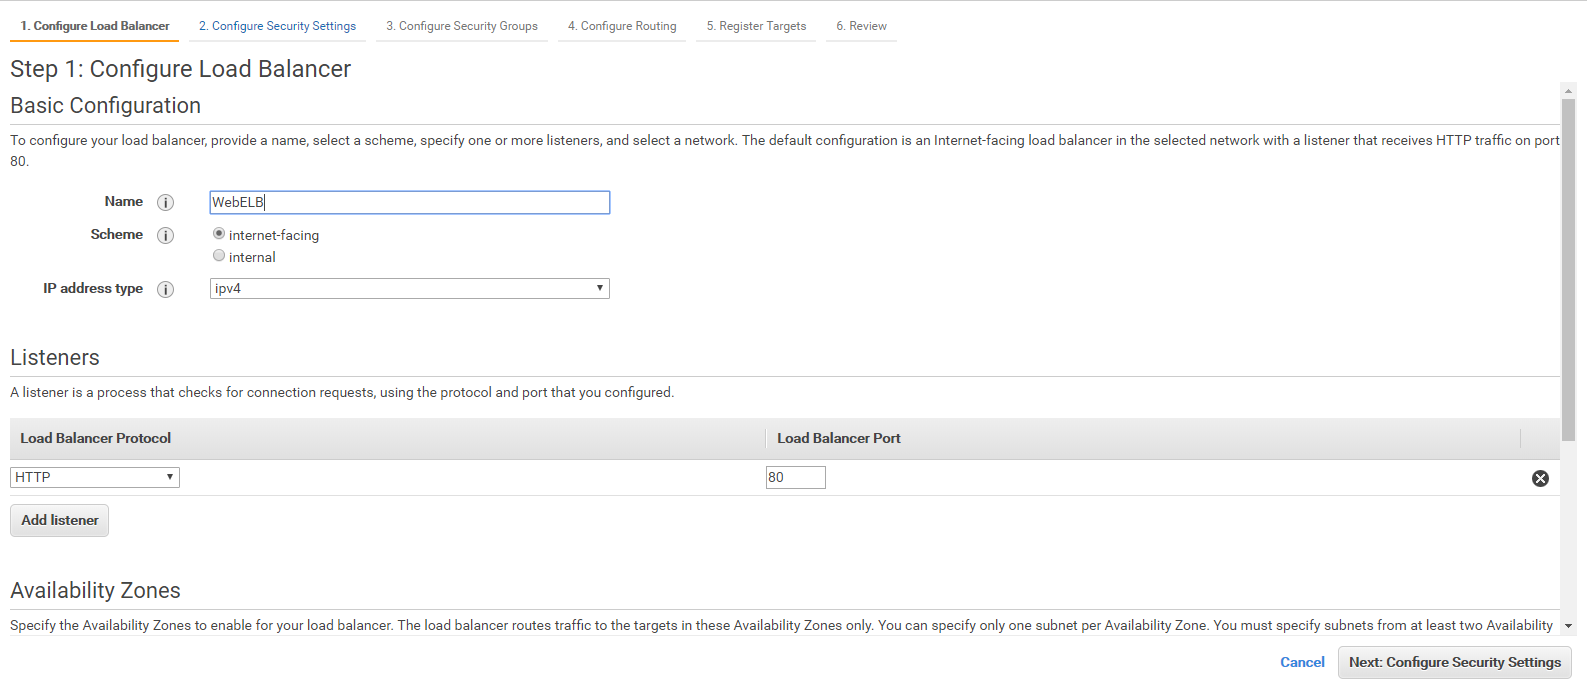 1. Configure Load Balancer 2. Configure Security Settings 3. Configure Security Groups 4. Configure Routing 5. Register Targets 6. Review
Step 1: Configure Load Balancer
Basic Configuration
To configure your load balancer, provide a name, select a scheme, specify one or more listeners, and select a network. The default configuration is an Internet-facing load balancer in the selected network with a listener that receives HTTP traffic on port
80.
Name i WebELB
Scheme i internet-facing
internal
IP address type i ipv4
Listeners
A listener is a process that checks for connection requests, using the protocol and port that you configured.
Load Balancer Protocol Load Balancer Port
HTTP 80
Add listener
Availability Zones
Specify the Availability Zones to enable for your load balancer. The load balancer routes traffic to the targets in these Availability Zones only. You can specify only one subnet per Availability Zone. You must specify subnets from at least two Availability
Cancel Next: Configure Security Settings